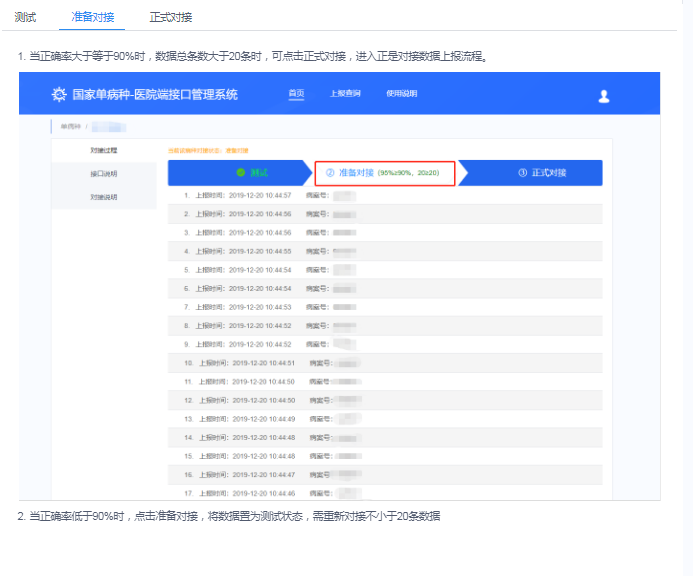 测试 准备对接 正式对接
1. 当正确率大于等于90%时，数据总条数大于20条时，可点击正式对接，进入正是对接数据上报流程。
国家单病种-医院端接口管理系统 首页 上报查询 使用说明
单病种 /
对接过程
接口说明
对接说明
当前该病种对接状态：准备对接
测试 ② 准备对接 (95%≥90%，20≥20) ③ 正式对接
1. 上报时间：2019-12-20 10:44:57 病案号：
2. 上报时间：2019-12-20 10:44:56 病案号：
3. 上报时间：2019-12-20 10:44:56 病案号：
4. 上报时间：2019-12-20 10:44:55 病案号：
5. 上报时间：2019-12-20 10:44:54 病案号：
6. 上报时间：2019-12-20 10:44:54 病案号：
7. 上报时间：2019-12-20 10:44:53 病案号：
8. 上报时间：2019-12-20 10:44:52 病案号：
9. 上报时间：2019-12-20 10:44:52 病案号：
10. 上报时间：2019-12-20 10:44:51 病案号：
11. 上报时间：2019-12-20 10:44:50 病案号：
12. 上报时间：2019-12-20 10:44:50 病案号：
13. 上报时间：2019-12-20 10:44:49 病案号：
14. 上报时间：2019-12-20 10:44:48 病案号：
15. 上报时间：2019-12-20 10:44:48 病案号：
16. 上报时间：2019-12-20 10:44:47 病案号
17. 上报时间：2019-12-20 10:44:46 病案号：
2. 当正确率低于90%时，点击准备对接，将数据置为测试状态，需重新对接不小于20条数据